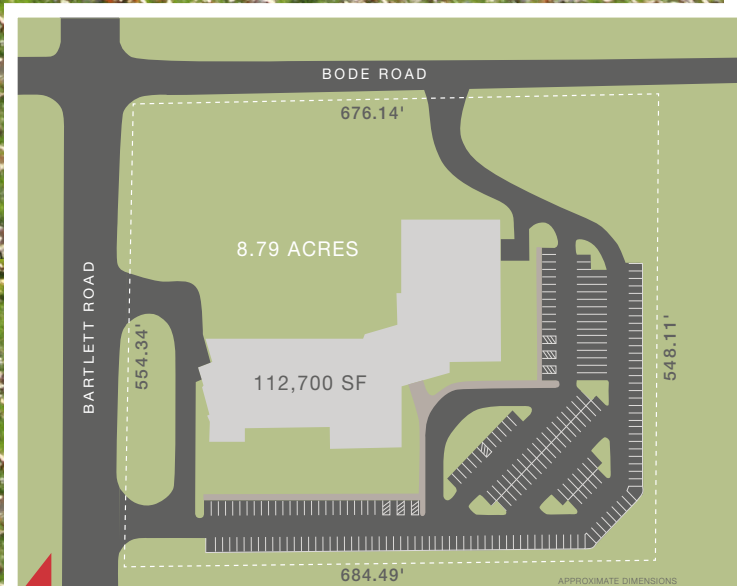 BODE ROAD
676.14'
8.79 ACRES
BARTLETT ROAD
554.34'
548.11'
112,700 SF
684.49'
APPROXIMATE DIMENSIONS